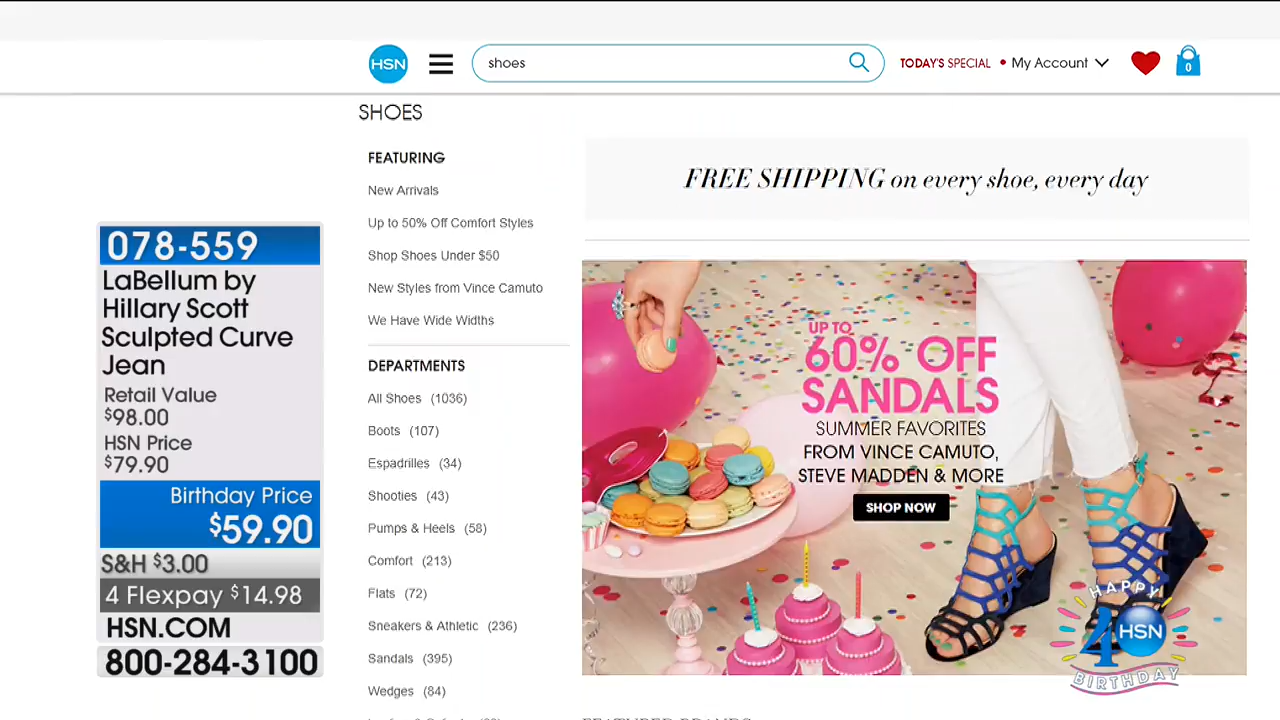 HSN
shoes
TODAY'S SPECIAL
My Account
0
SHOES
FEATURING
New Arrivals
Up to 50% Off Comfort Styles
Shop Shoes Under $50
New Styles from Vince Camuto
We Have Wide Widths
DEPARTMENTS
All Shoes (1036)
Boots (107)
Espadrilles (34)
Shooties (43)
Pumps & Heels (58)
Comfort (213)
Flats (72)
Sneakers & Athletic (236)
Sandals (395)
Wedges (84)
FREE SHIPPING on every shoe, every day
UP TO
60% OFF
SANDALS
SUMMER FAVORITES
FROM VINCE CAMUTO,
STEVE MADDEN & MORE
SHOP NOW
078-559
LaBellum by
Hillary Scott
Sculpted Curve
Jean
Retail Value
$98.00
HSN Price
$79.90
Birthday Price
$59.90
S&H $3.00
4 Flexpay $14.98
HSN.COM
800-284-3100
HAPPY
40 HSN
BIRTHDAY